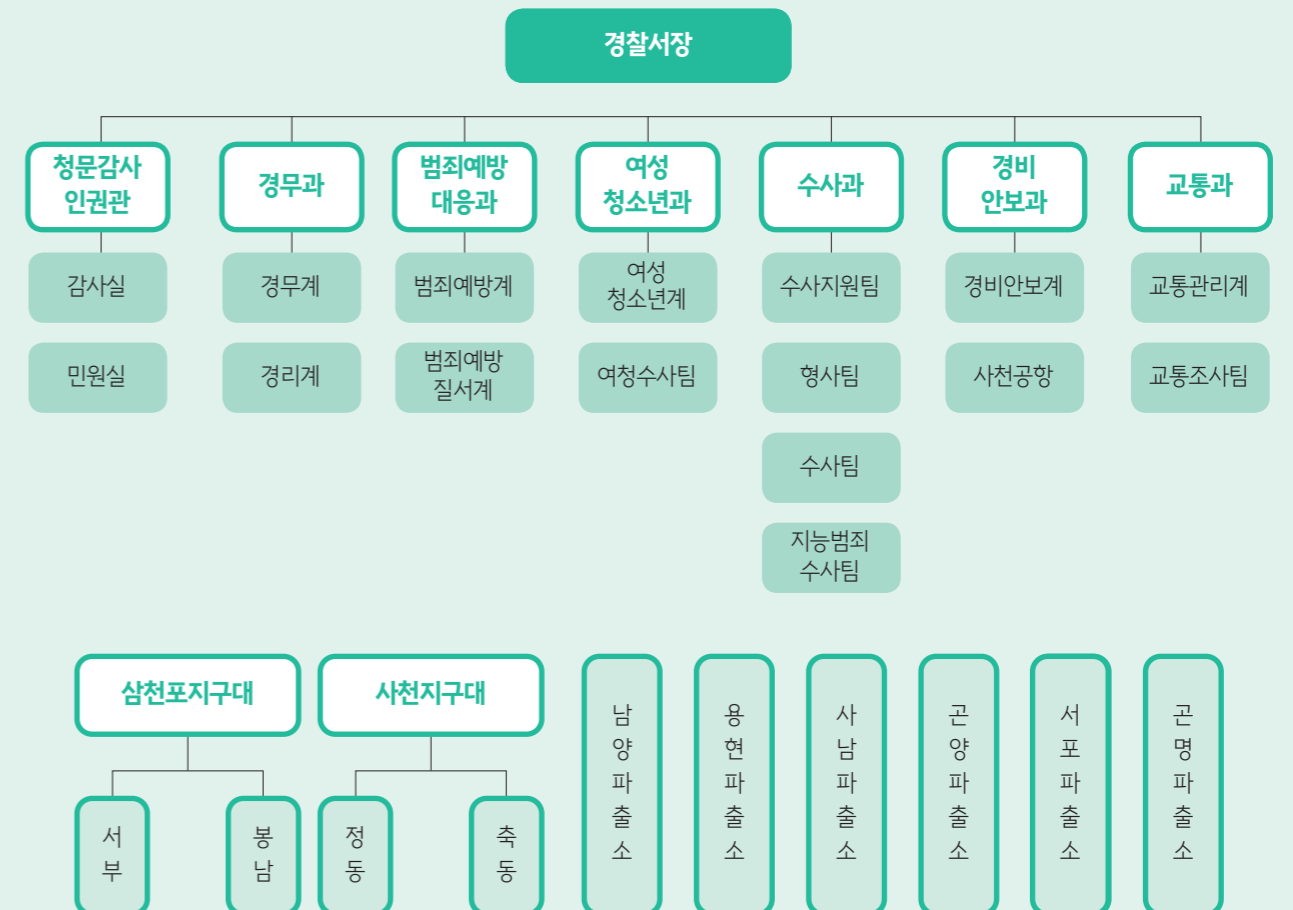 경찰서장
청문감사
인권관
경무과
범죄예방
대응과
여성
청소년과
수사과
경비
안보과
교통과
감사실
경무계
범죄예방계
여성
청소년계
수사지원팀
경비안보계
교통관리계
민원실
경리계
범죄예방
질서계
여청수사팀
형사팀
사천공항
교통조사팀
수사팀
지능범죄
수사팀
삼천포지구대
사천지구대
서부
봉남
정동
축동
남양파출소
용현파출소
사남파출소
곤양파출소
서포파출소
곤명파출소